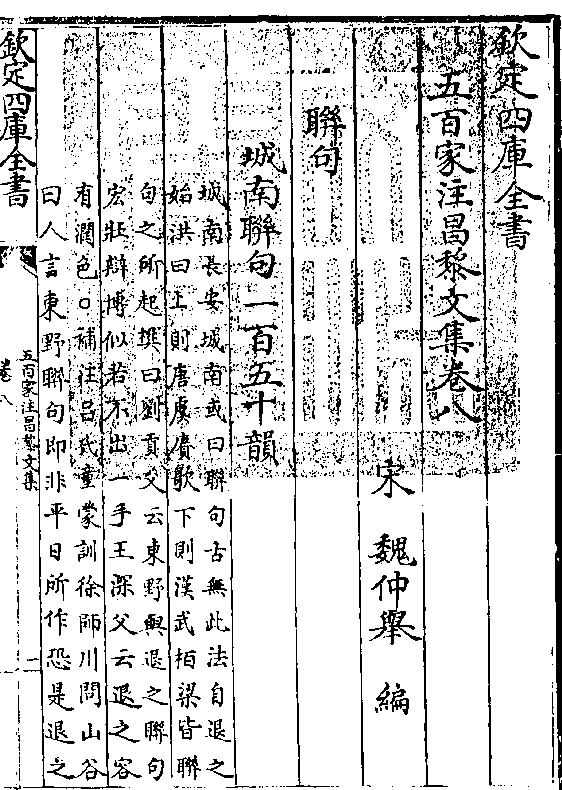 欽定四庫全書
五百家注昌黎文集卷八
宋 魏仲舉 編
聯句
城南聯句一百五十韻
城南長安城南或曰聯句古無此法自退之
始洪曰上則唐虞賡歌下則漢武栢梁皆聯
句之所起樊曰劉貢父云東野與退之聯句
宏壯辯博似若不出一手王深父云退之容
有潤色○補注呂氏童蒙訓徐師川問山谷
曰人言東野聯句即非平日所作恐是退之
欽定四庫全書
五百家注昌黎文集
卷八